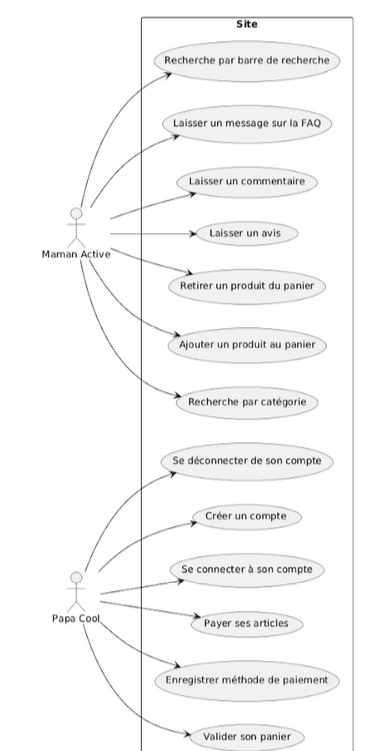 Site
Recherche par barre de recherche
Laisser un message sur la FAQ
Laisser un commentaire
Laisser un avis
Maman Active
Retirer un produit du panier
Ajouter un produit au panier
Recherche par catégorie
Se déconnecter de son compte
Créer un compte
Se connecter à son compte
Papa Cool
Payer ses articles
Enregistrer méthode de paiement
Valider son panier